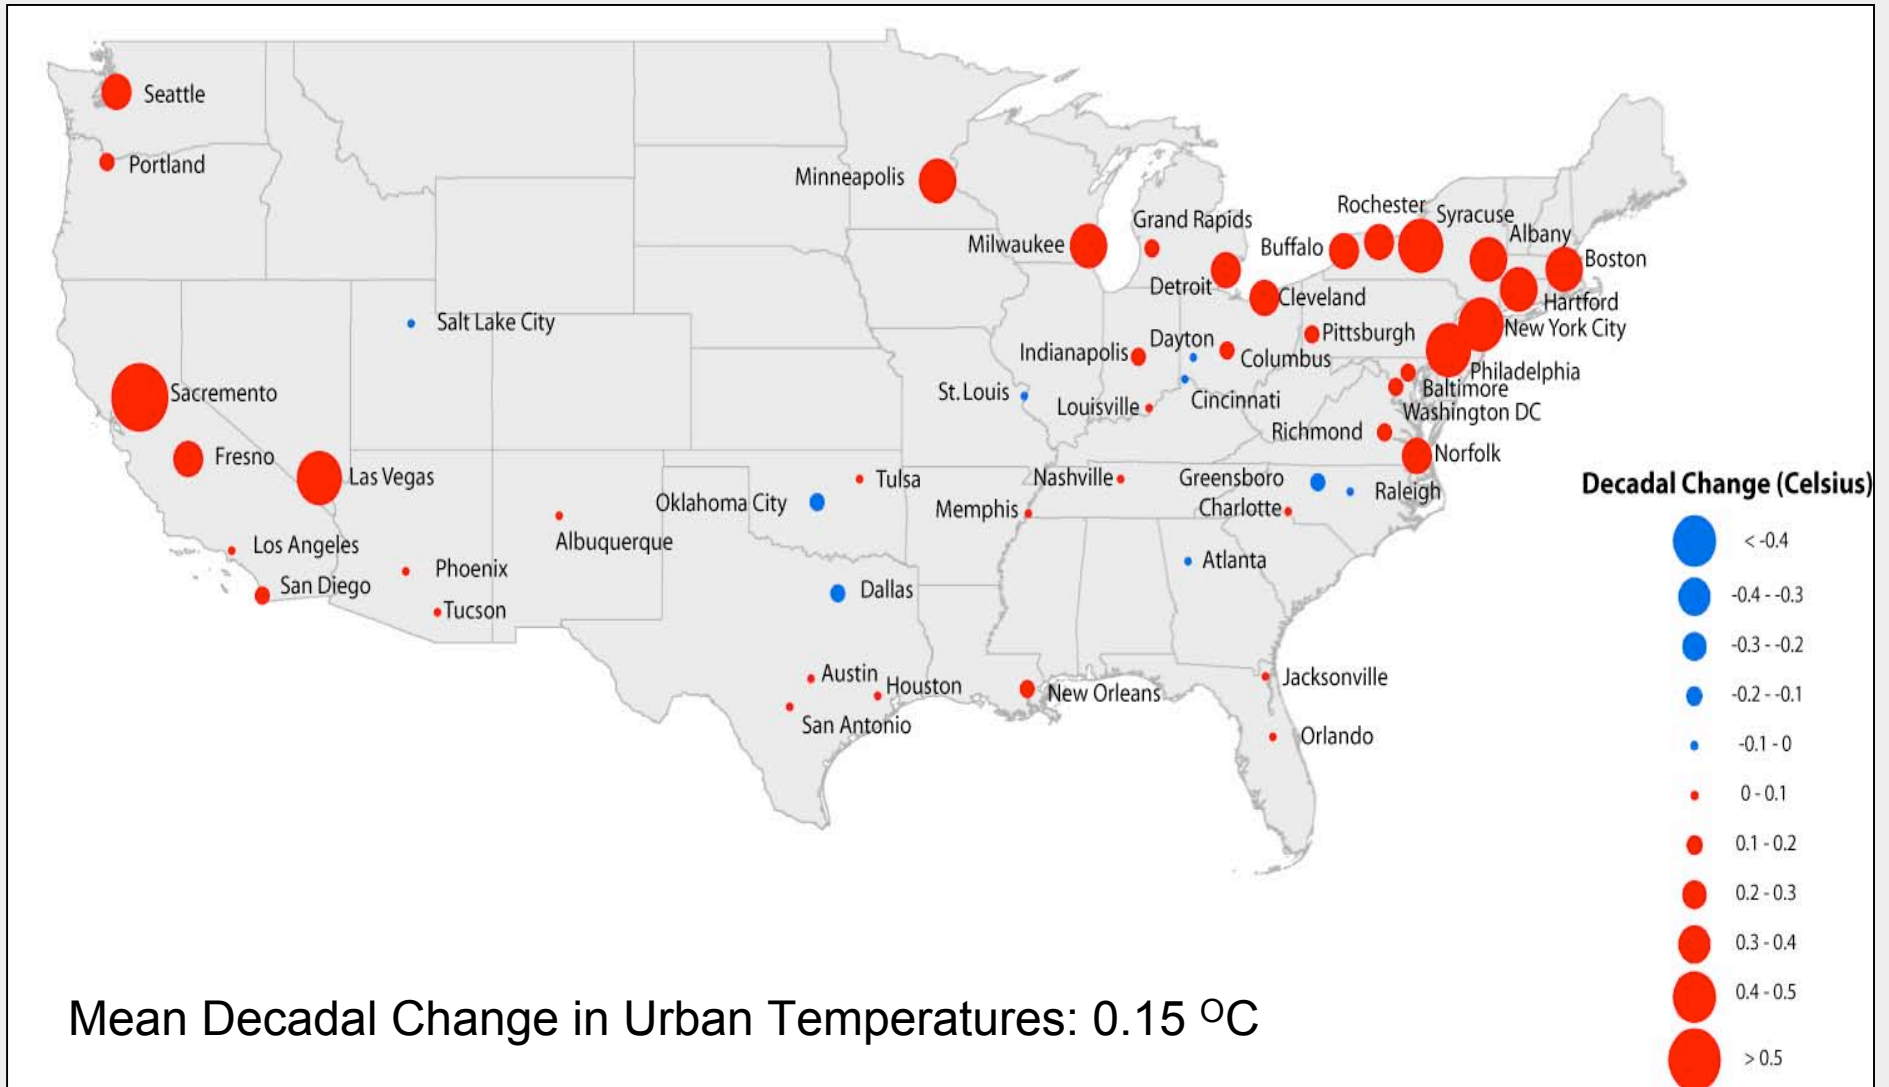 Seattle
Portland
Minneapolis
Milwaukee
Grand Rapids
Detroit
Rochester
Syracuse
Buffalo
Albany
Boston
Cleveland
Hartford
New York City
Salt Lake City
Pittsburgh
Dayton
Indianapolis
Columbus
Philadelphia
Baltimore
Washington DC
Sacremento
St. Louis
Louisville
Cincinnati
Richmond
Norfolk
Fresno
Las Vegas
Tulsa
Nashville
Greensboro
Raleigh
Oklahoma City
Memphis
Charlotte
Albuquerque
Los Angeles
Phoenix
San Diego
Tucson
Atlanta
Dallas
Austin
Houston
San Antonio
New Orleans
Jacksonville
Orlando
Decadal Change (Celsius)
< -0.4
-0.4 - -0.3
-0.3 - -0.2
-0.2 - -0.1
-0.1 - 0
0 - 0.1
0.1 - 0.2
0.2 - 0.3
0.3 - 0.4
0.4 - 0.5
> 0.5
Mean Decadal Change in Urban Temperatures: 0.15 ᴼC